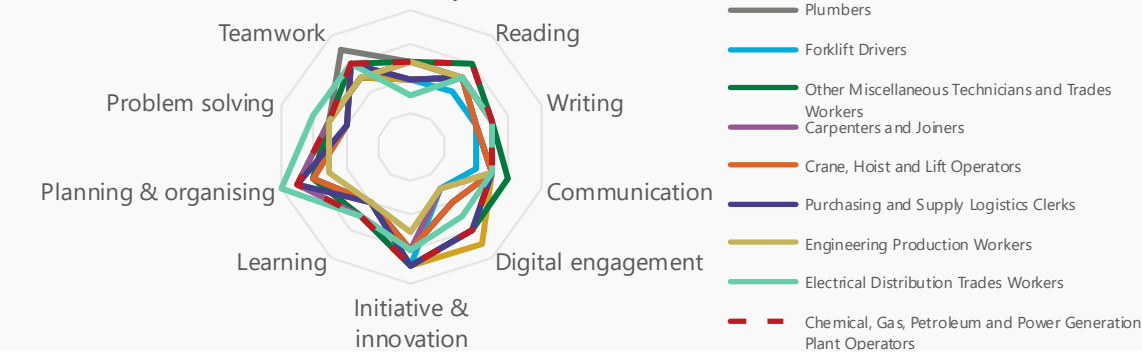 Teamwork
Reading
Problem solving
Writing
Planning & organising
Communication
Learning
Digital engagement
Initiative &
innovation
Plumbers
Forklift Drivers
Other Miscellaneous Technicians and Trades
Workers
Carpenters and Joiners
Crane, Hoist and Lift Operators
Purchasing and Supply Logistics Clerks
Engineering Production Workers
Electrical Distribution Trades Workers
Chemical, Gas, Petroleum and Power Generation
Plant Operators